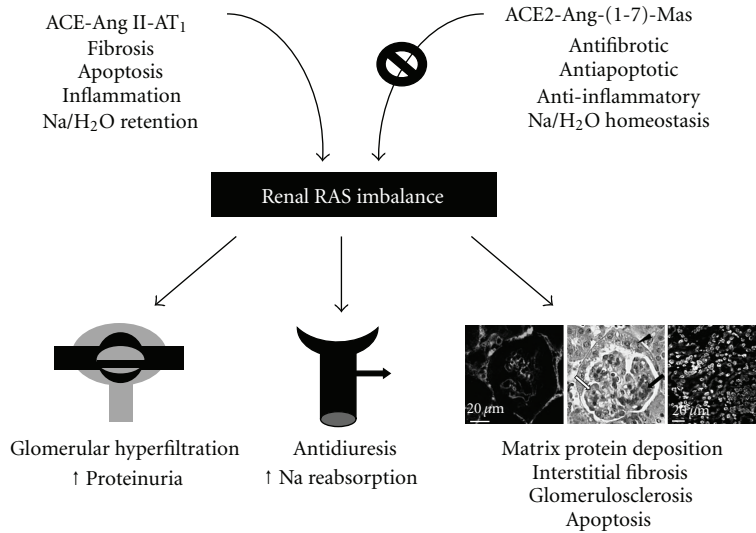 ACE-Ang II-AT₁
Fibrosis
Apoptosis
Inflammation
Na/H₂O retention
ACE2-Ang-(1-7)-Mas
Antifibrotic
Antiapoptotic
Anti-inflammatory
Na/H₂O homeostasis
Renal RAS imbalance
Glomerular hyperfiltration
↑ Proteinuria
Antidiuresis
↑ Na reabsorption
20 μm
20 μm
Matrix protein deposition
Interstitial fibrosis
Glomerulosclerosis
Apoptosis